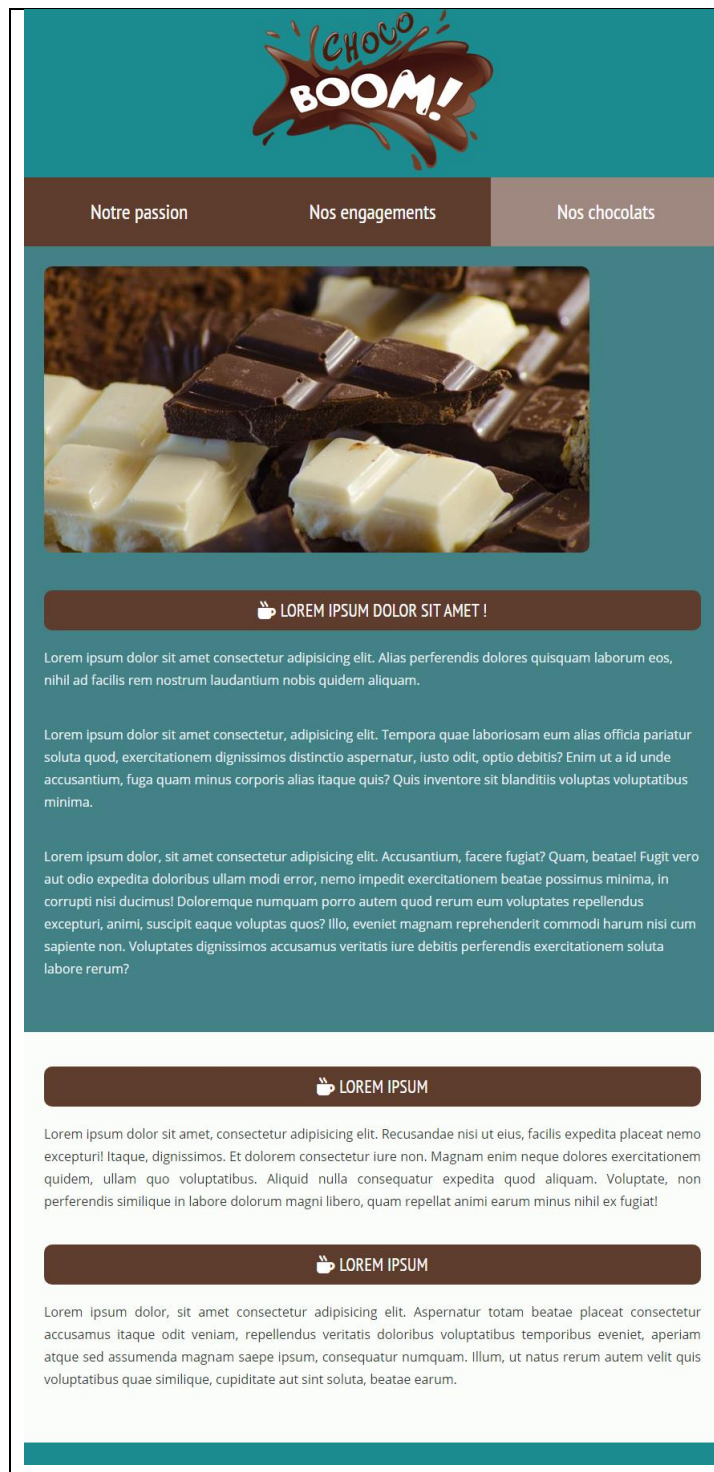 CHOCO
BOOM!
Notre passion
Nos engagements
Nos chocolats
LOREM IPSUM DOLOR SIT AMET !
Lorem ipsum dolor sit amet consectetur adipisicing elit. Alias perferendis dolores quisquam laborum eos,
nihil ad facilis rem nostrum laudantium nobis quidem aliquam.
Lorem ipsum dolor sit amet consectetur, adipisicing elit. Tempora quae laboriosam eum alias officia pariatur
soluta quod, exercitationem dignissimos distinctio aspernatur, iusto odit, optio debitis? Enim ut a id unde
accusantium, fuga quam minus corporis alias itaque quis? Quis inventore sit blanditiis voluptas voluptatibus
minima.
Lorem ipsum dolor, sit amet consectetur adipisicing elit. Accusantium, facere fugiat? Quam, beatae! Fugit vero
aut odio expedita doloribus ullam modi error, nemo impedit exercitationem beatae possimus minima, in
corrupti nisi ducimus! Doloremque numquam porro autem quod rerum eum voluptates repellendus
excepturi, animi, suscipit eaque voluptas quos? Illo, eveniet magnam reprehenderit commodi harum nisi cum
sapiente non. Voluptates dignissimos accusamus veritatis iure debitis perferendis exercitationem soluta
labore rerum?
LOREM IPSUM
Lorem ipsum dolor sit amet, consectetur adipisicing elit. Recusandae nisi ut eius, facilis expedita placeat nemo
excepturi! Itaque, dignissimos. Et dolorem consectetur iure non. Magnam enim neque dolores exercitationem
quidem, ullam quo voluptatibus. Aliquid nulla consequatur expedita quod aliquam. Voluptate, non
perferendis similique in labore dolorum magni libero, quam repellat animi earum minus nihil ex fugiat!
LOREM IPSUM
Lorem ipsum dolor, sit amet consectetur adipisicing elit. Aspernatur totam beatae placeat consectetur
accusamus itaque odit veniam, repellendus veritatis doloribus voluptatibus temporibus eveniet, aperiam
atque sed assumenda magnam saepe ipsum, consequatur numquam. Illum, ut natus rerum autem velit quis
voluptatibus quae similique, cupiditate aut sint soluta, beatae earum.